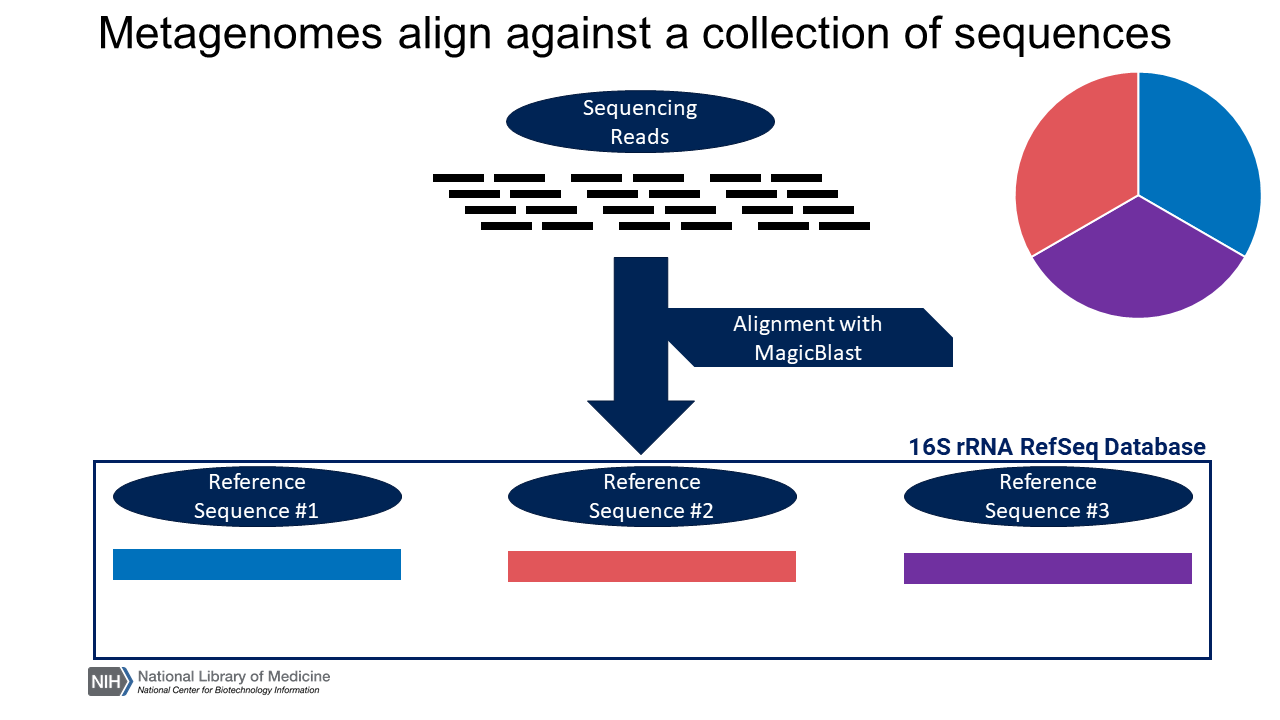 Metagenomes align against a collection of sequences
Sequencing
Reads
Alignment with
MagicBlast
16S rRNA RefSeq Database
Reference
Sequence #1
Reference
Sequence #2
Reference
Sequence #3
NIH
National Library of Medicine
National Center for Biotechnology Information